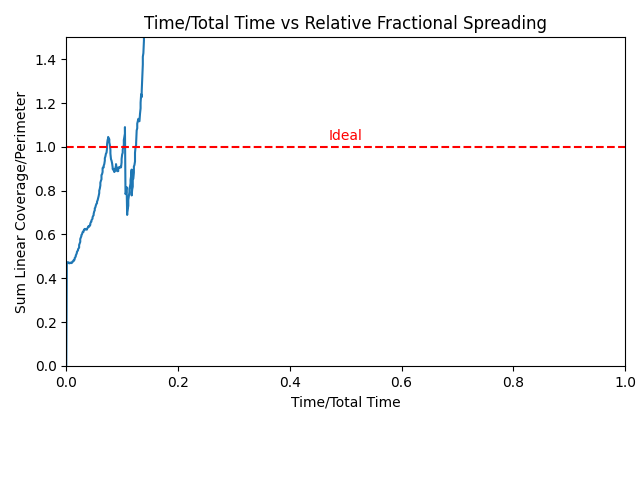 Time/Total Time vs Relative Fractional Spreading
Sum Linear Coverage/Perimeter
1.4
1.2
1.0
0.8
0.6
0.4
0.2
0.0
Ideal
0.0 0.2 0.4 0.6 0.8 1.0
Time/Total Time